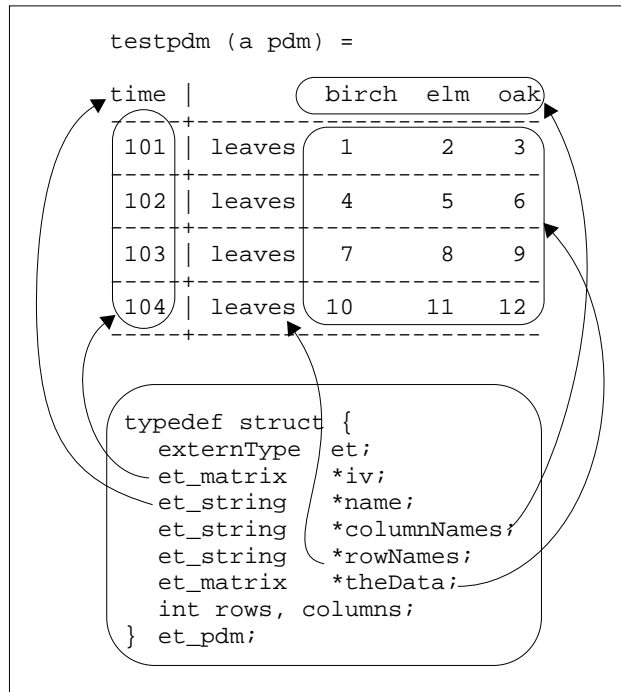 testpdm (a pdm) =
time | birch elm oak
-----+-----------------------
101 | leaves 1 2 3
-----+-----------------------
102 | leaves 4 5 6
-----+-----------------------
103 | leaves 7 8 9
-----+-----------------------
104 | leaves 10 11 12
-----+-----------------------
typedef struct {
externType et;
et_matrix *iv;
et_string *name;
et_string *columnNames;
et_string *rowNames;
et_matrix *theData;
int rows, columns;
} et_pdm;